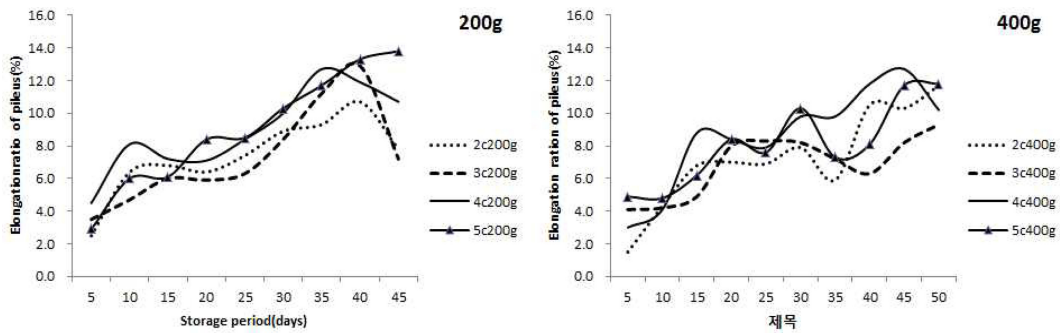 200g
Elongationratio of pileus(%)
16.0
14.0
12.0
10.0
8.0
6.0
4.0
2.0
0.0
5 10 15 20 25 30 35 40 45
Storage period(days)
2c200g
3c200g
4c200g
5c200g
400g
Elongation ration of pileus(%)
16.0
14.0
12.0
10.0
8.0
6.0
4.0
2.0
0.0
5 10 15 20 25 30 35 40 45 50
제목
2c400g
3c400g
4c400g
5c400g